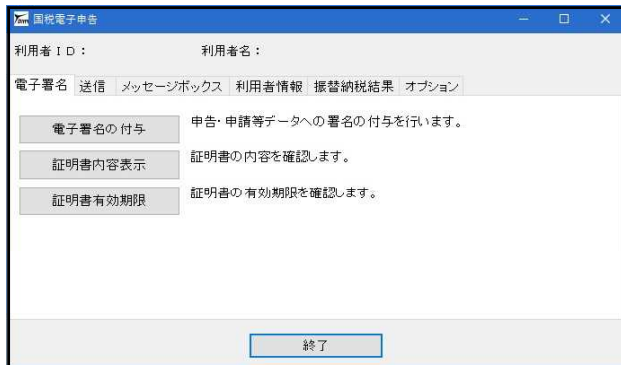 国税電子申告
利用者ID： 利用者名：
電子署名 送信 メッセージボックス 利用者情報 振替納税結果 オプション
電子署名の付与 申告・申請等データへの署名の付与を行います。
証明書内容表示 証明書の内容を確認します。
証明書有効期限 証明書の有効期限を確認します。
終了